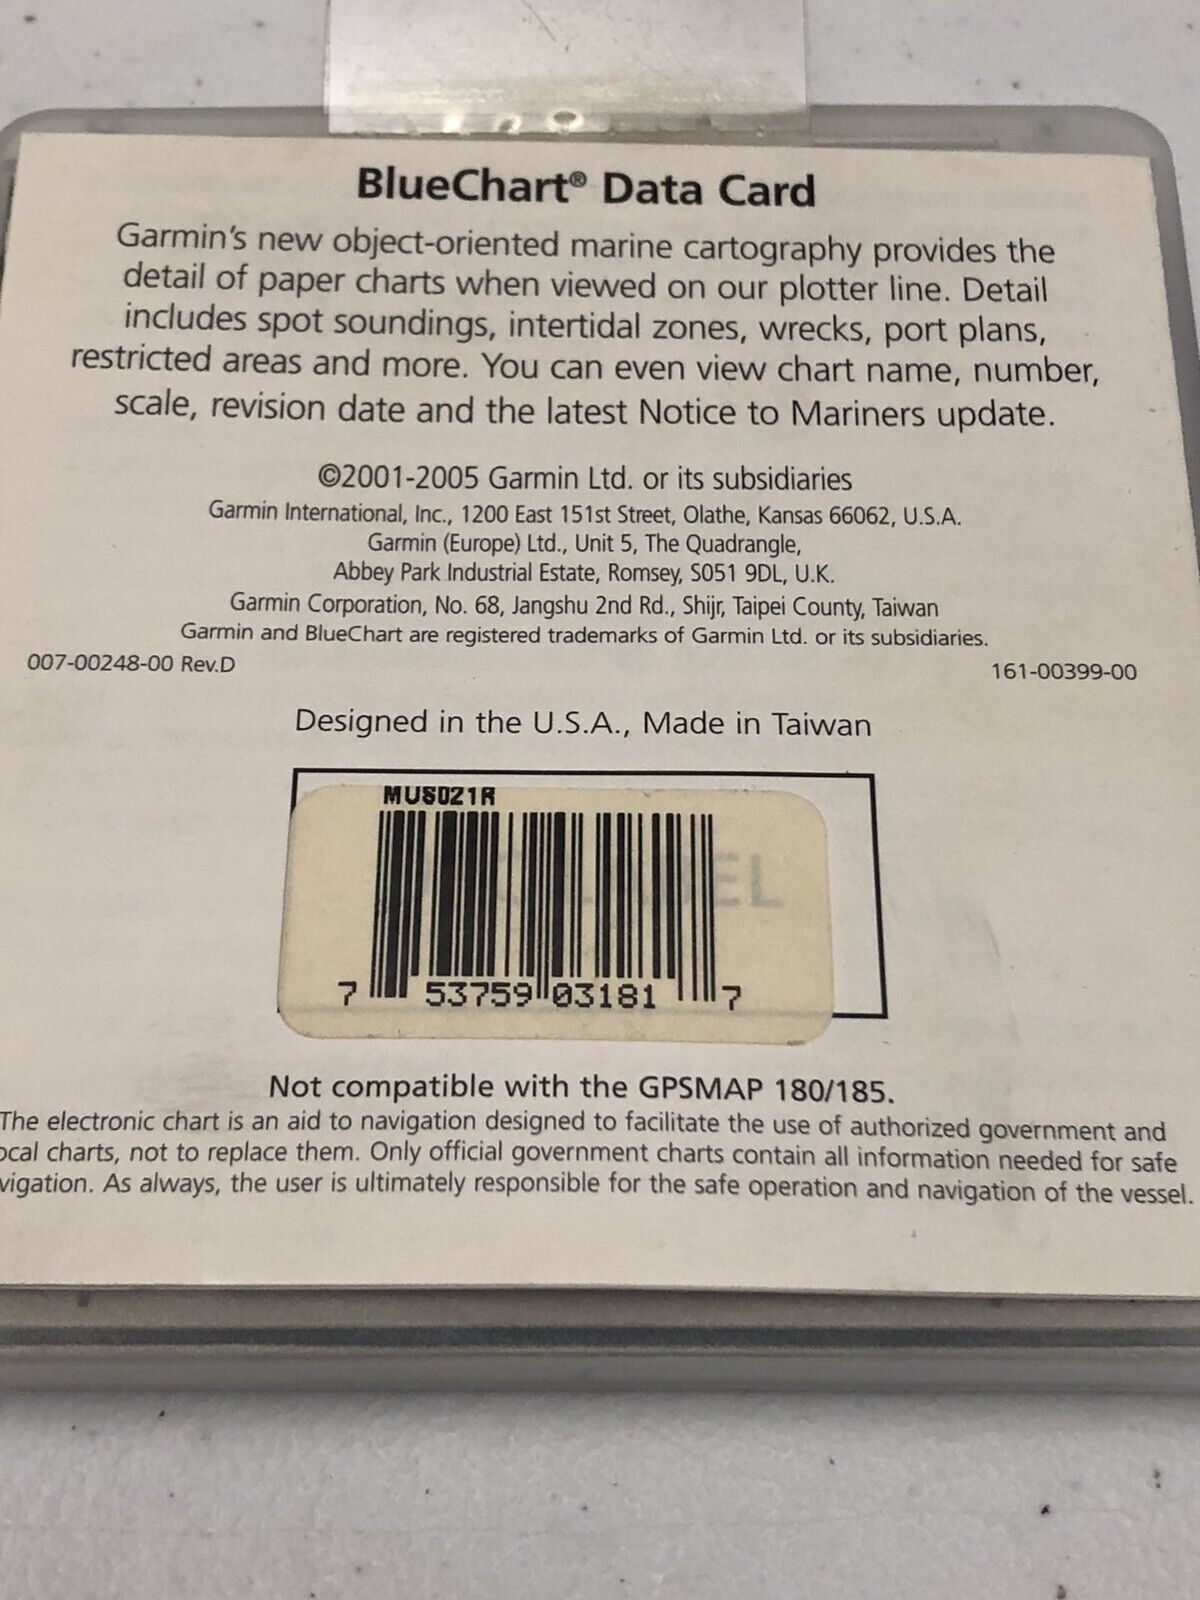 BlueChart® Data Card
Garmin's new object-oriented marine cartography provides the
detail of paper charts when viewed on our plotter line. Detail
includes spot soundings, intertidal zones, wrecks, port plans,
restricted areas and more. You can even view chart name, number,
scale, revision date and the latest Notice to Mariners update.
©2001-2005 Garmin Ltd. or its subsidiaries
Garmin International, Inc., 1200 East 151st Street, Olathe, Kansas 66062, U.S.A.
Garmin (Europe) Ltd., Unit 5, The Quadrangle,
Abbey Park Industrial Estate, Romsey, S051 9DL, U.K.
Garmin Corporation, No. 68, Jangshu 2nd Rd., Shijr, Taipei County, Taiwan
Garmin and BlueChart are registered trademarks of Garmin Ltd. or its subsidiaries.
007-00248-00 Rev.D 161-00399-00
Designed in the U.S.A., Made in Taiwan
MUS021R
7 53759 03181 7
Not compatible with the GPSMAP 180/185.
The electronic chart is an aid to navigation designed to facilitate the use of authorized government and
ocal charts, not to replace them. Only official government charts contain all information needed for safe
vigation. As always, the user is ultimately responsible for the safe operation and navigation of the vessel.